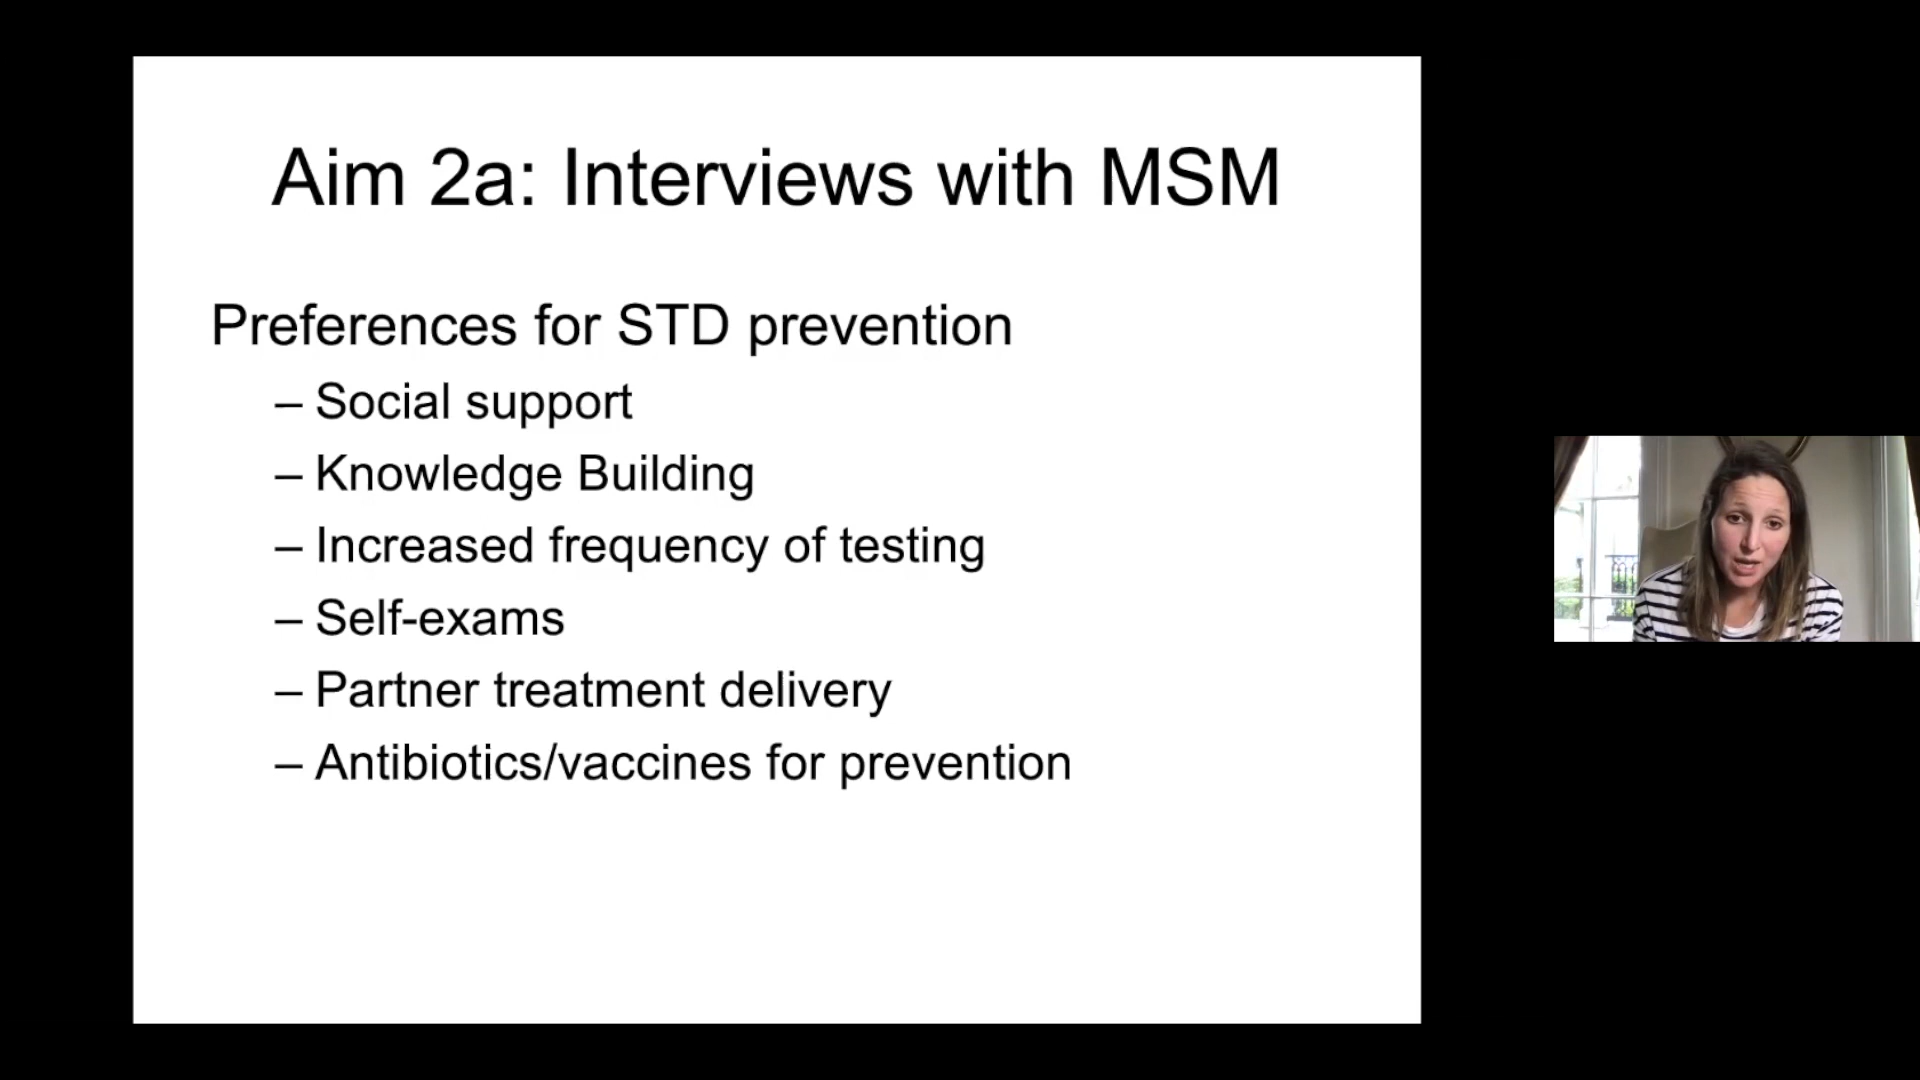 Aim 2a: Interviews with MSM
Preferences for STD prevention
– Social support
– Knowledge Building
– Increased frequency of testing
– Self-exams
– Partner treatment delivery
– Antibiotics/vaccines for prevention